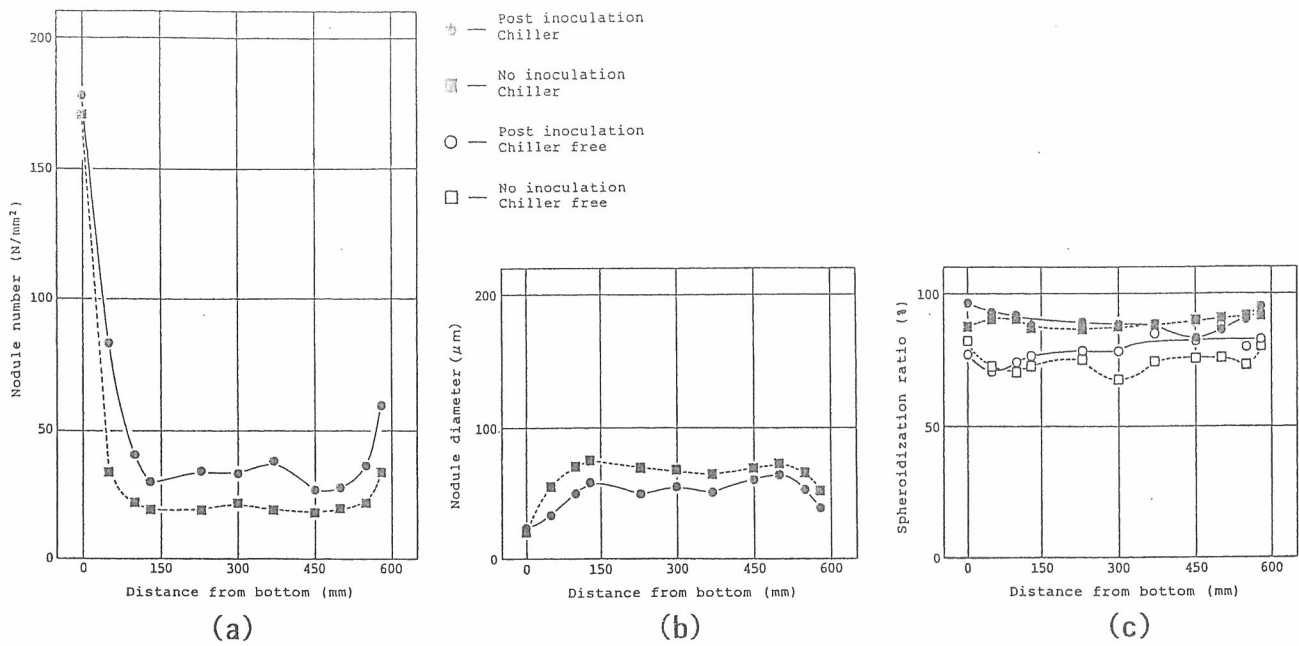 Nodule number (N/mm²)
200
150
100
50
0
0 150 300 450 600
Distance from bottom (mm)
(a)
Post inoculation
Chiller
No inoculation
Chiller
Post inoculation
Chiller free
No inoculation
Chiller free
Nodule diameter (μm)
200
100
0
0 150 300 450 600
Distance from bottom (mm)
(b)
Spheroidization ratio (%)
100
50
0
0 150 300 450 600
Distance from bottom (mm)
(c)